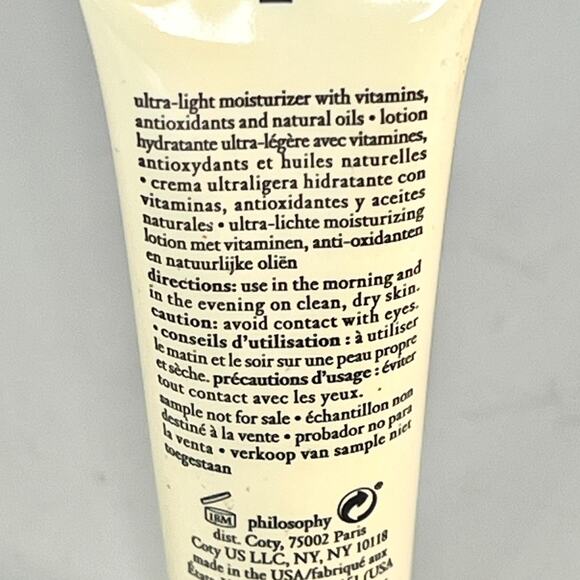 ultra-light moisturizer with vitamins,
antioxidants and natural oils • lotion
hydratante ultra-légère avec vitamines,
antioxydants et huiles naturelles
• crema ultraligera hidratante con
vitaminas, antioxidantes y aceites
naturales • ultra-lichte moisturizing
lotion met vitaminen, anti-oxidanten
en natuurlijke oliën
directions: use in the morning and
in the evening on clean, dry skin.
caution: avoid contact with eyes.
• conseils d'utilisation : à utiliser
le matin et le soir sur une peau propre
et sèche. précautions d'usage : éviter
tout contact avec les yeux.
sample not for sale • échantillon non
destiné à la vente • probador no para
la venta • verkoop van sample niet
toegestaan
18M philosophy
dist. Coty, 75002 Paris
Coty US LLC, NY, NY 10118
made in the USA/fabriqué aux
États